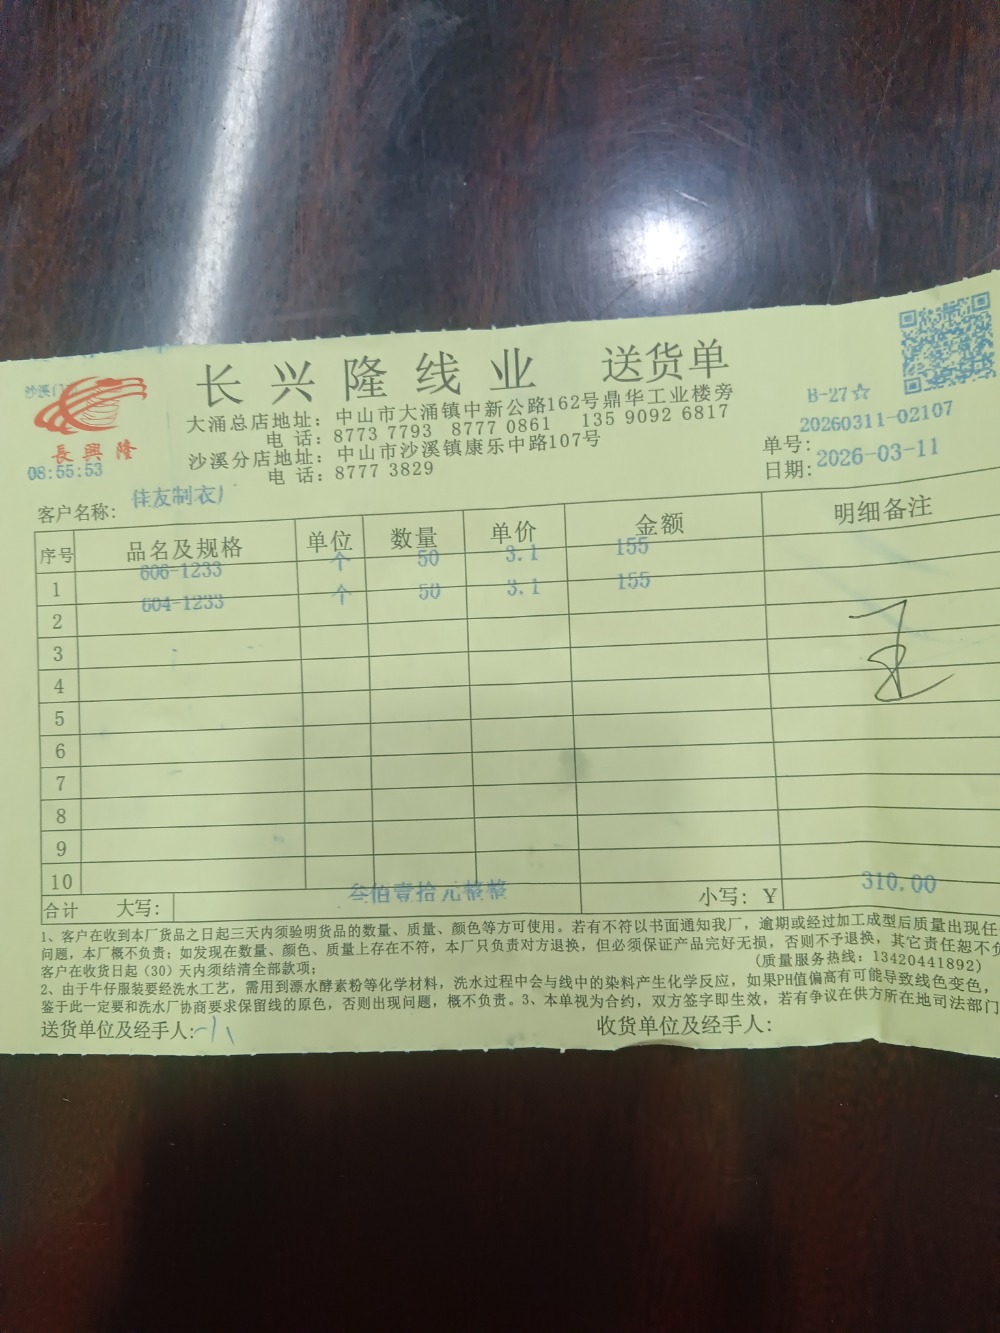 长兴隆线业 送货单
沙溪门
長興隆
08:55:53
大涌总店地址: 中山市大涌镇中新公路162号鼎华工业楼旁
电 话: 8773 7793 8777 0861 135 9092 6817
沙溪分店地址: 中山市沙溪镇康乐中路107号
电 话: 8777 3829
B-27☆
单号: 20260311-02107
日期: 2026-03-11
客户名称: 佳友制衣厂
序号 品名及规格 单位 数量 单价 金额 明细备注
1 606-1233 个 50 3.1 155
2 604-1233 个 50 3.1 155
3
4
5
6
7
8
9
10
合计 大写: 叁佰壹拾元整整 小写: ¥ 310.00
1、客户在收到本厂货品之日起三天内须验明货品的数量、质量、颜色等方可使用。若有不符以书面通知我厂，逾期或经过加工成型后质量出现任
问题，本厂概不负责；如发现在数量、颜色、质量上存在不符，本厂只负责对方退换，但必须保证产品完好无损，否则不予退换，其它责任恕不负
客户在收货日起（30）天内须结清全部款项； (质量服务热线: 13420441892)
2、由于牛仔服装要经洗水工艺，需用到漂水酵素粉等化学材料，洗水过程中会与线中的染料产生化学反应，如果PH值偏高有可能导致线色变色，
鉴于此一定要和洗水厂协商要求保留线的原色，否则出现问题，概不负责。3、本单视为合约，双方签字即生效，若有争议在供方所在地司法部门
送货单位及经手人: 收货单位及经手人: